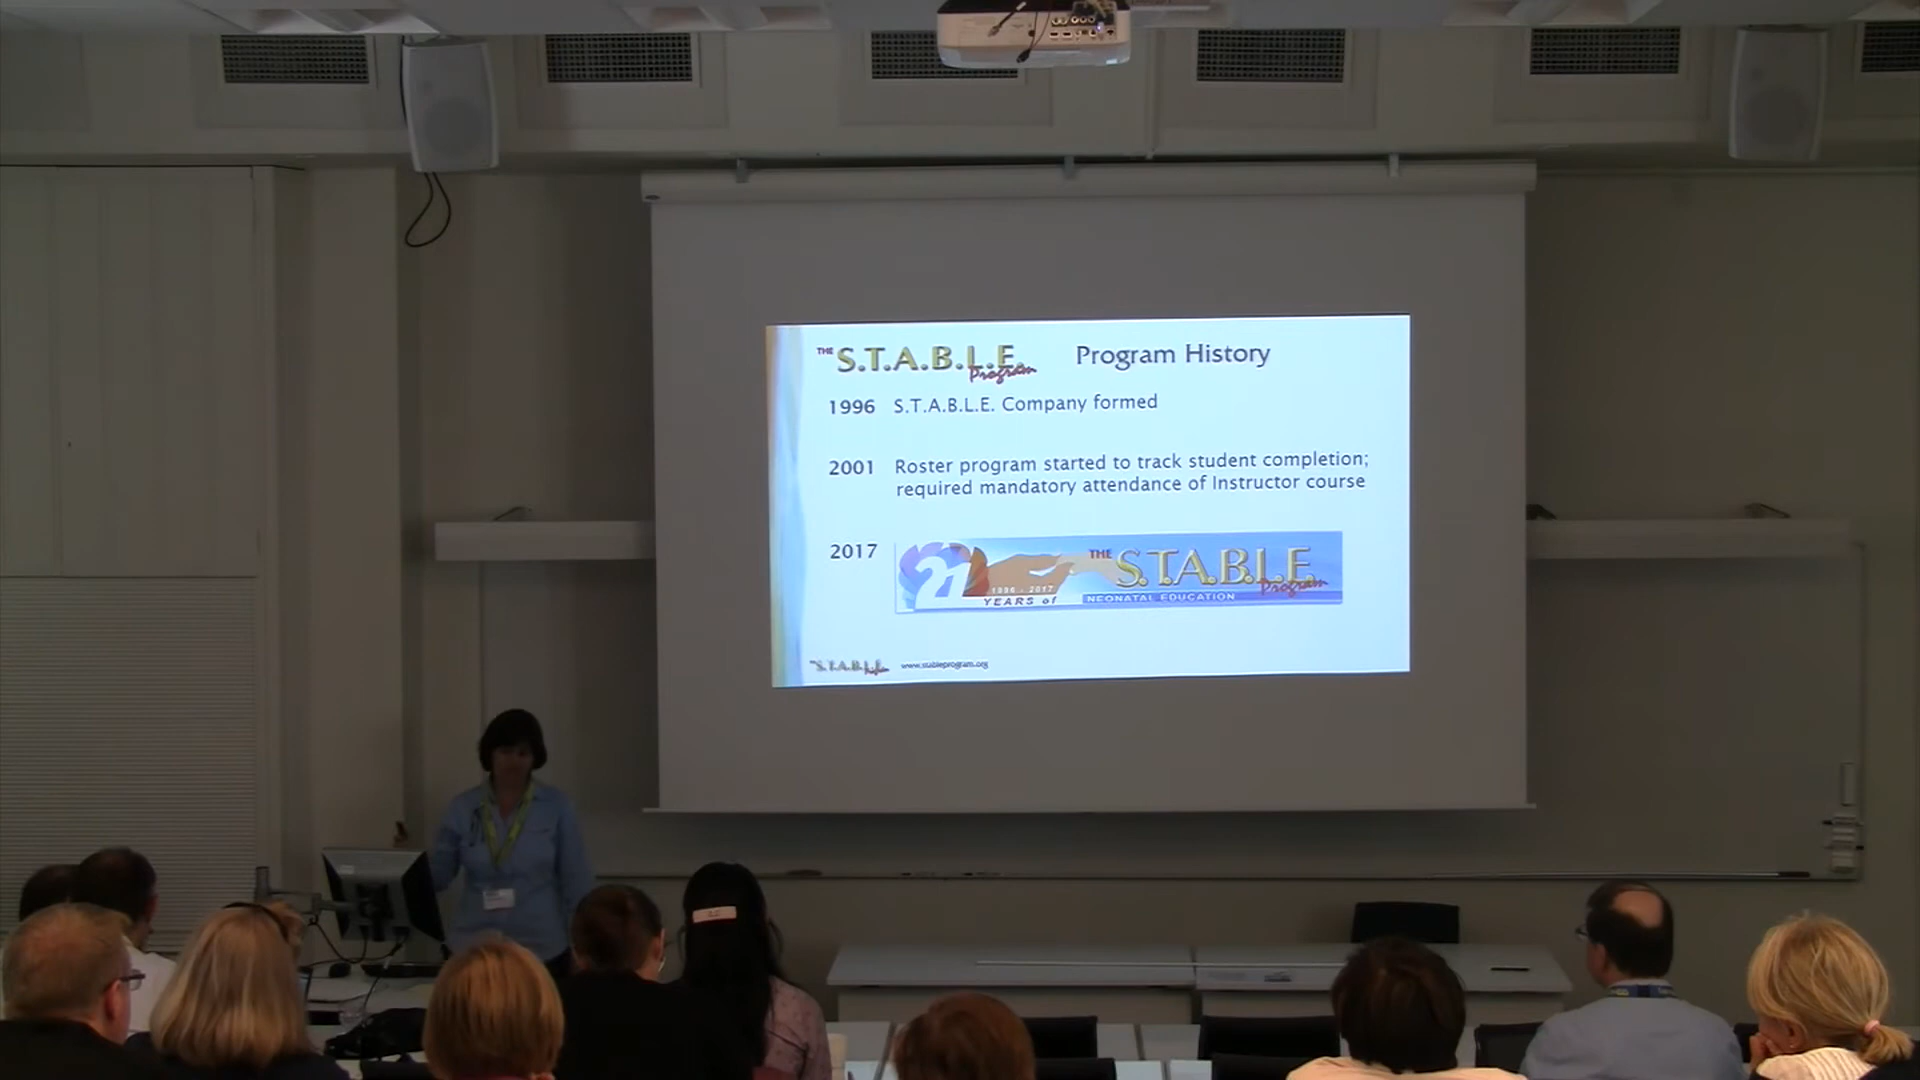 THE S.T.A.B.L.E. Program
Program History
1996 S.T.A.B.L.E. Company formed
2001 Roster program started to track student completion;
required mandatory attendance of Instructor course
2017
21 1996 - 2017
YEARS of
THE S.T.A.B.L.E. Program
NEONATAL EDUCATION
THE S.T.A.B.L.E. Program www.stableprogram.org